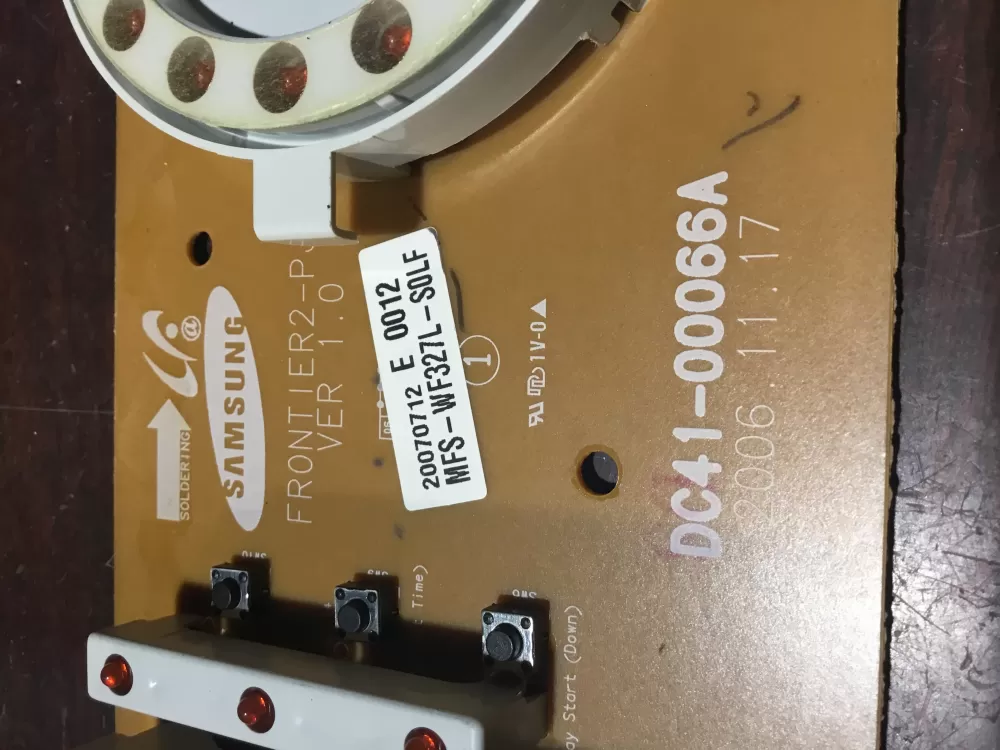 SOLDERING
@
SAMSUNG
FRONTIER2-P
VER 1.0
20070712 E 0012
MFS-WF327L-S0LF
1
1V-0
DC41-00066A
2006 11.17
Time)
Start (Down)